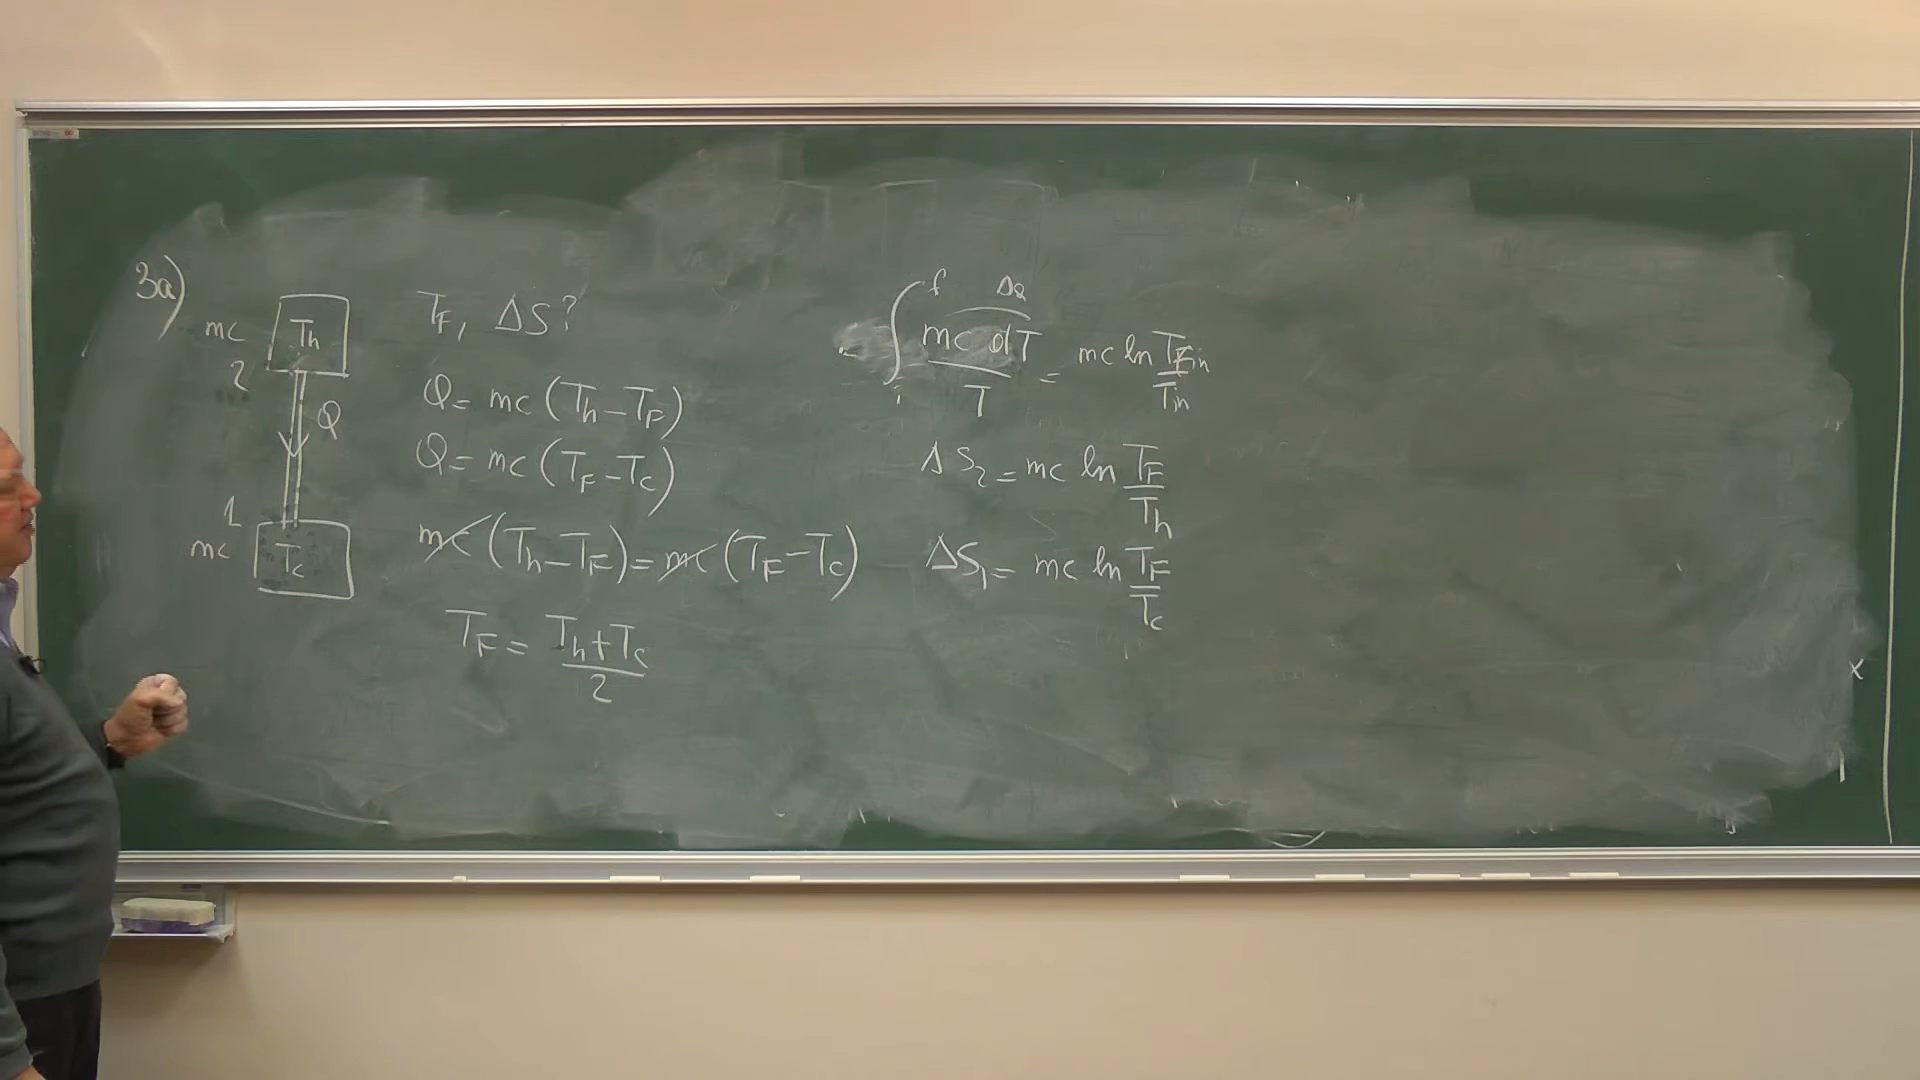 3a)
mc
2
Th
Q
1
mc
Tc
TF, ΔS?
Q = mc (Th – TF)
Q = mc (TF – Tc)
mc (Th – TF) = mc (TF – Tc)
TF = (Th + Tc) / 2
∫ i f mc dT / T = mc ln TFin / Tin
ΔS2 = mc ln TF / Th
ΔS1 = mc ln TF / Tc
x